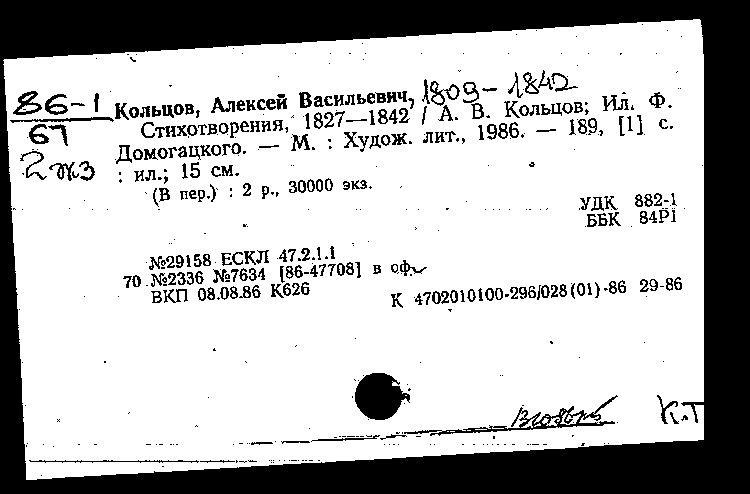 86-1 Кольцов, Алексей Васильевич, 1809-1842
67 Стихотворения, 1827—1842 / А. В. Кольцов; Ил. Ф.
2 экз Домогацкого. — М. : Худож. лит., 1986. — 189, [1] с.
: ил.; 15 см.
(В пер.) : 2 р., 30000 экз.
УДК 882-1
ББК 84Р1
№29158 ЕСКЛ 47.2.1.1
70 №2336 №7634 [86-47708] в оф
ВКП 08.08.86 К626
К 4702010100-296/028(01)-86 29-86
К.Т